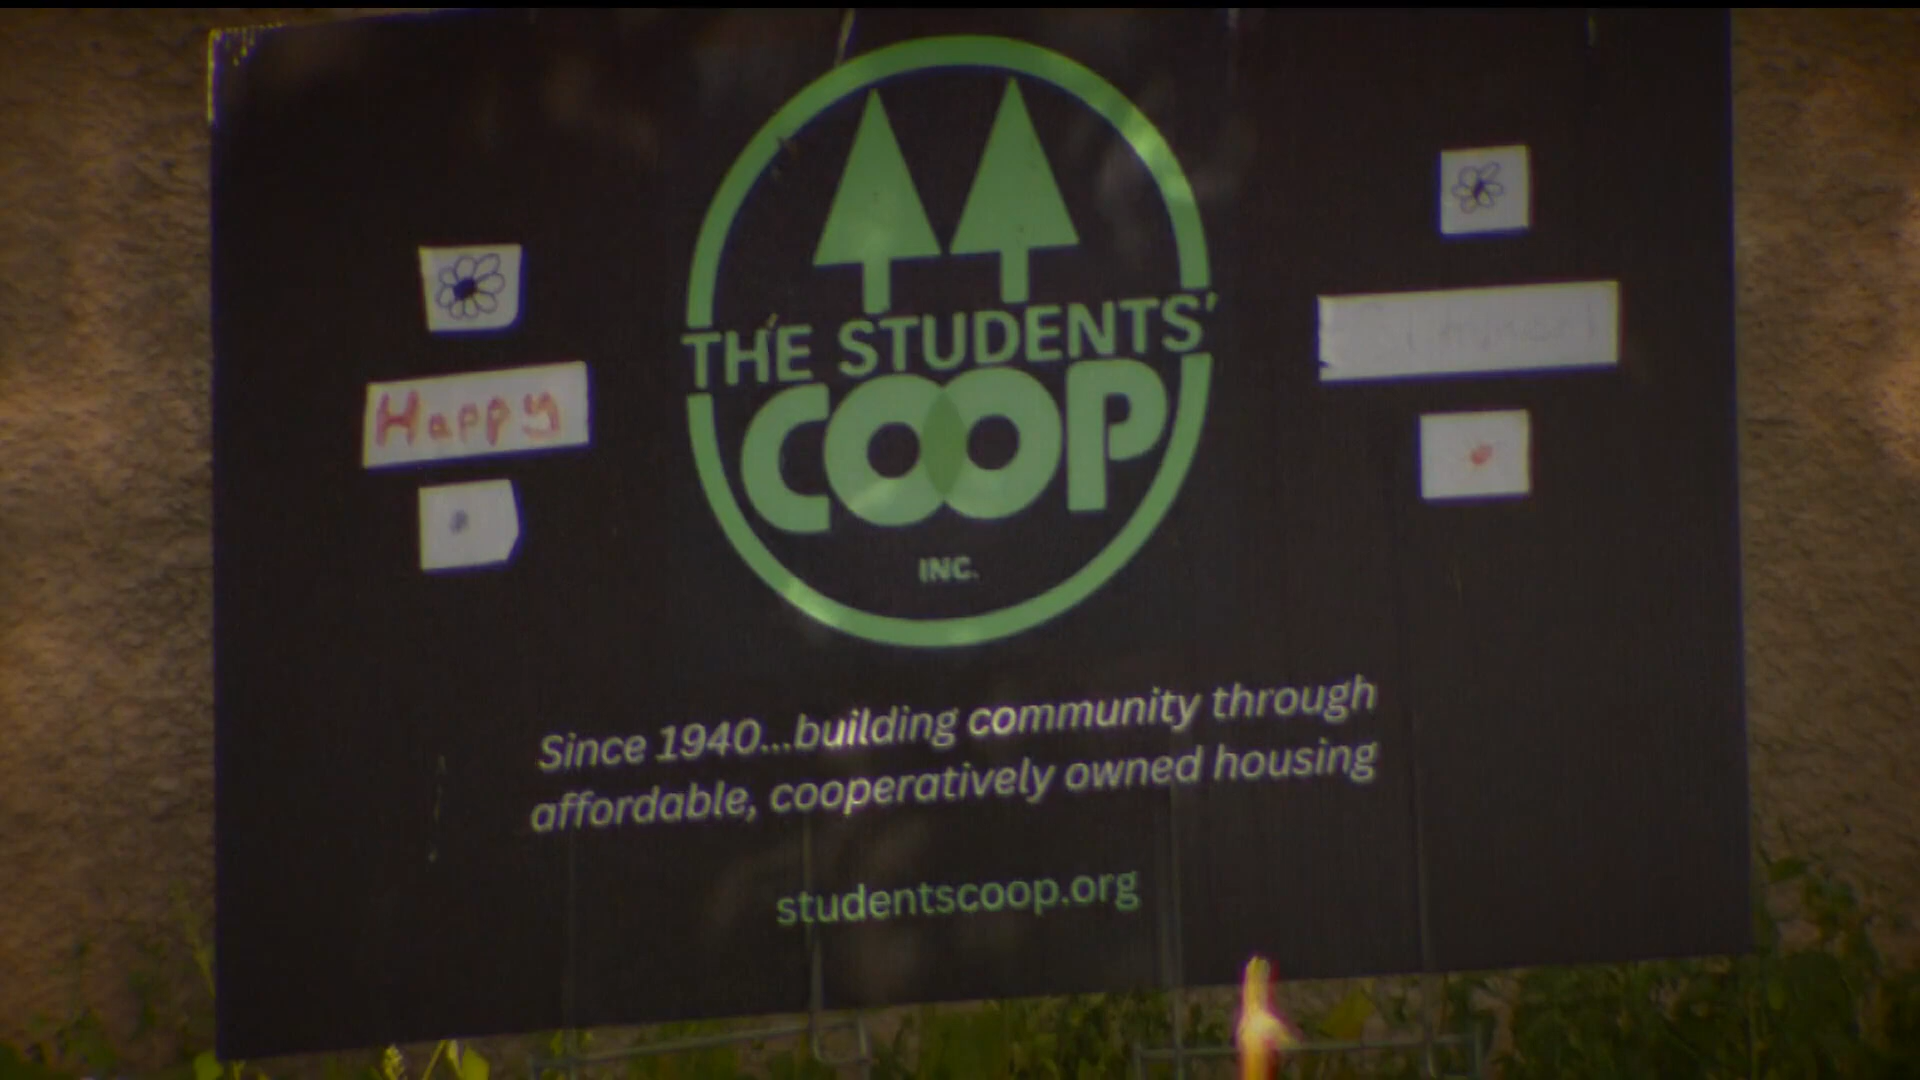 THE STUDENTS'
COOP
INC.
Happy
Since 1940...building community through
affordable, cooperatively owned housing
studentscoop.org